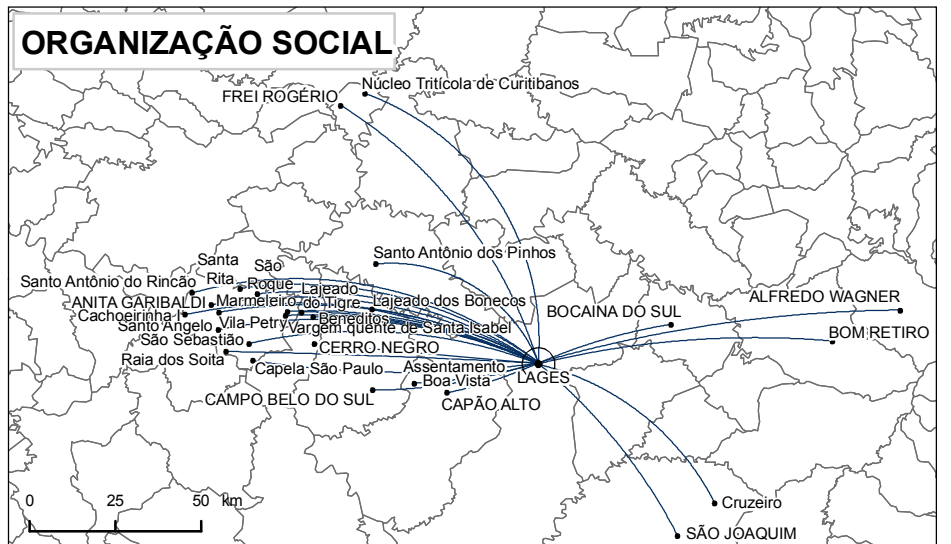 ORGANIZAÇÃO SOCIAL
Núcleo Tritícola de Curitibanos
FREI ROGÉRIO
Santo Antônio dos Pinhos
Santa
Rita
São
Roque
Santo Antônio do Rincão
Lajeado
do Tigre
ANITA GARIBALDI
Marmeleiro
Lajeado dos Bonecos
ALFREDO WAGNER
Cachoeirinha I
BOCAINA DO SUL
Santo Angelo
Vila Petry
Beneditos
Vargem quente de Santa Isabel
BOM RETIRO
São Sebastião
CERRO NEGRO
Raia dos Soita
Capela São Paulo
Assentamento
Boa Vista
LAGES
CAMPO BELO DO SUL
CAPÃO ALTO
Cruzeiro
SÃO JOAQUIM
0 25 50 km